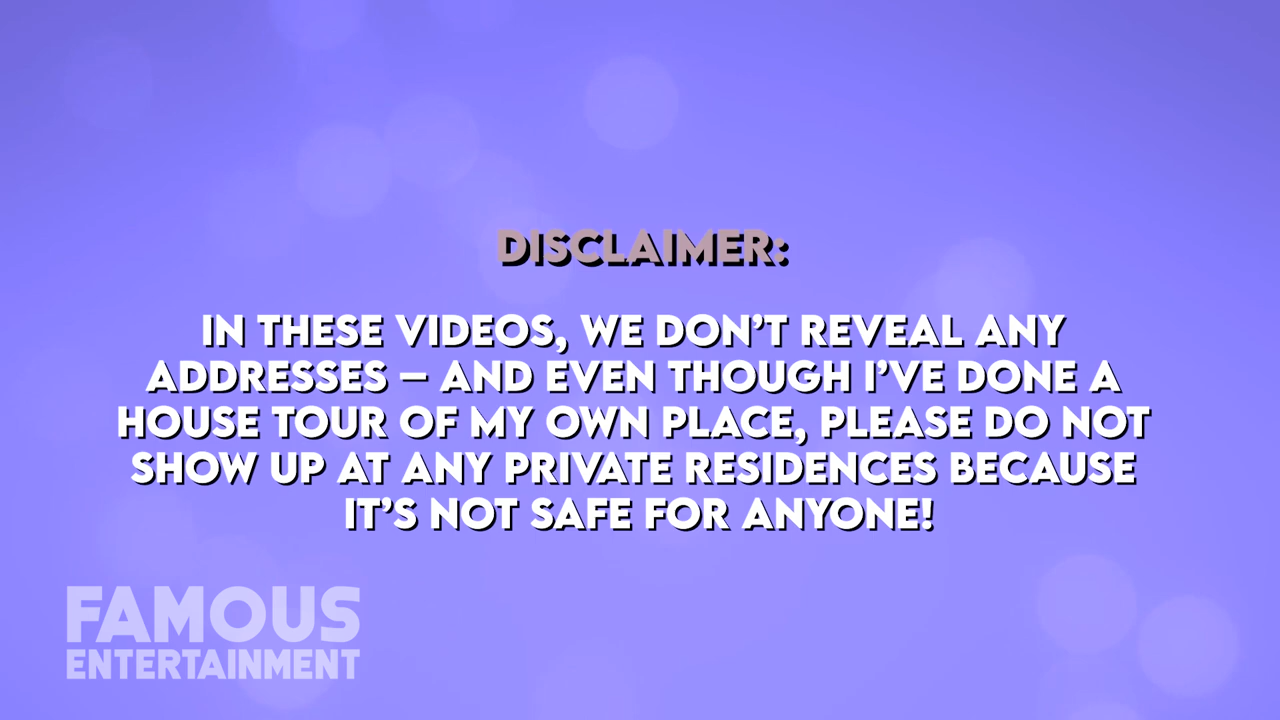 DISCLAIMER:
IN THESE VIDEOS, WE DON’T REVEAL ANY
ADDRESSES – AND EVEN THOUGH I’VE DONE A
HOUSE TOUR OF MY OWN PLACE, PLEASE DO NOT
SHOW UP AT ANY PRIVATE RESIDENCES BECAUSE
IT’S NOT SAFE FOR ANYONE!
FAMOUS
ENTERTAINMENT